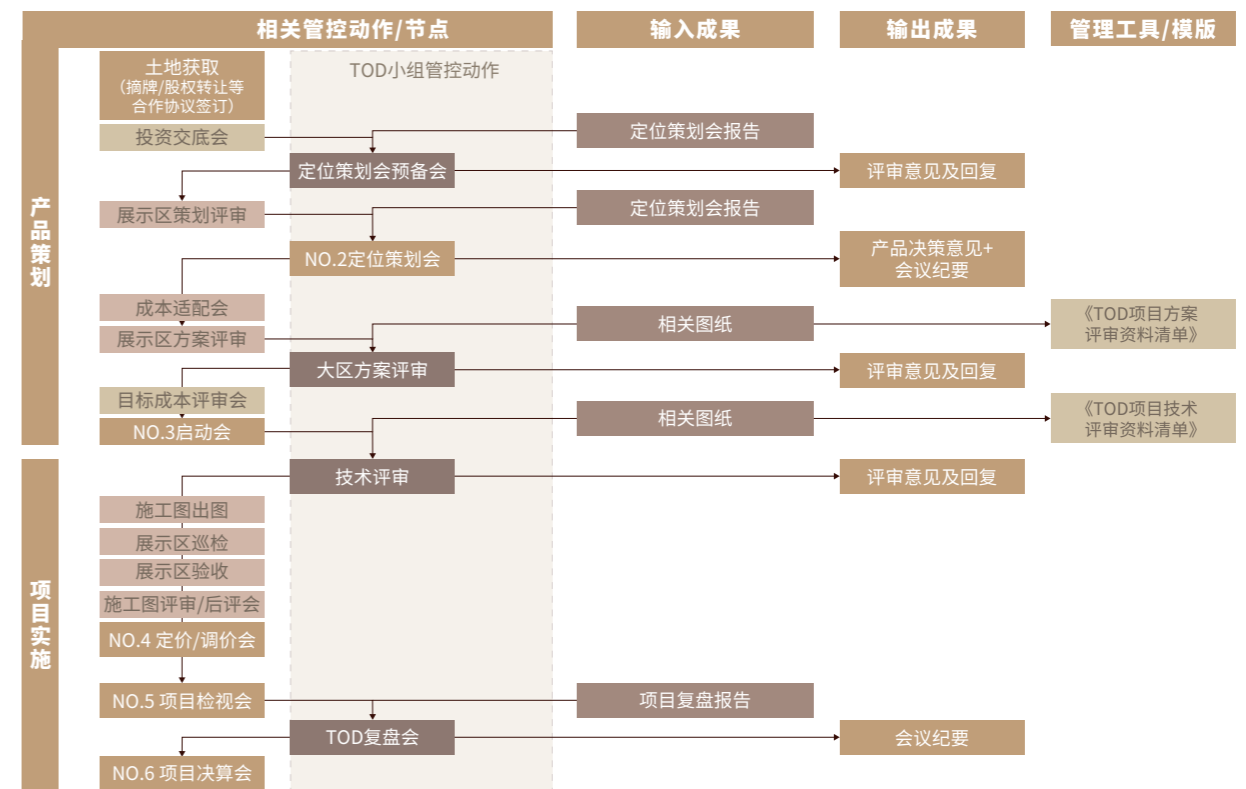 相关管控动作/节点
输入成果
输出成果
管理工具/模版
产品策划
土地获取
（摘牌/股权转让等
合作协议签订）
TOD小组管控动作
投资交底会
定位策划会报告
定位策划会预备会
评审意见及回复
展示区策划评审
定位策划会报告
NO.2定位策划会
产品决策意见+
会议纪要
成本适配会
展示区方案评审
相关图纸
《TOD项目方案
评审资料清单》
大区方案评审
评审意见及回复
目标成本评审会
NO.3启动会
相关图纸
《TOD项目技术
评审资料清单》
项目实施
技术评审
评审意见及回复
施工图出图
展示区巡检
展示区验收
施工图评审/后评会
NO.4 定价/调价会
NO.5 项目检视会
项目复盘报告
TOD复盘会
会议纪要
NO.6 项目决算会